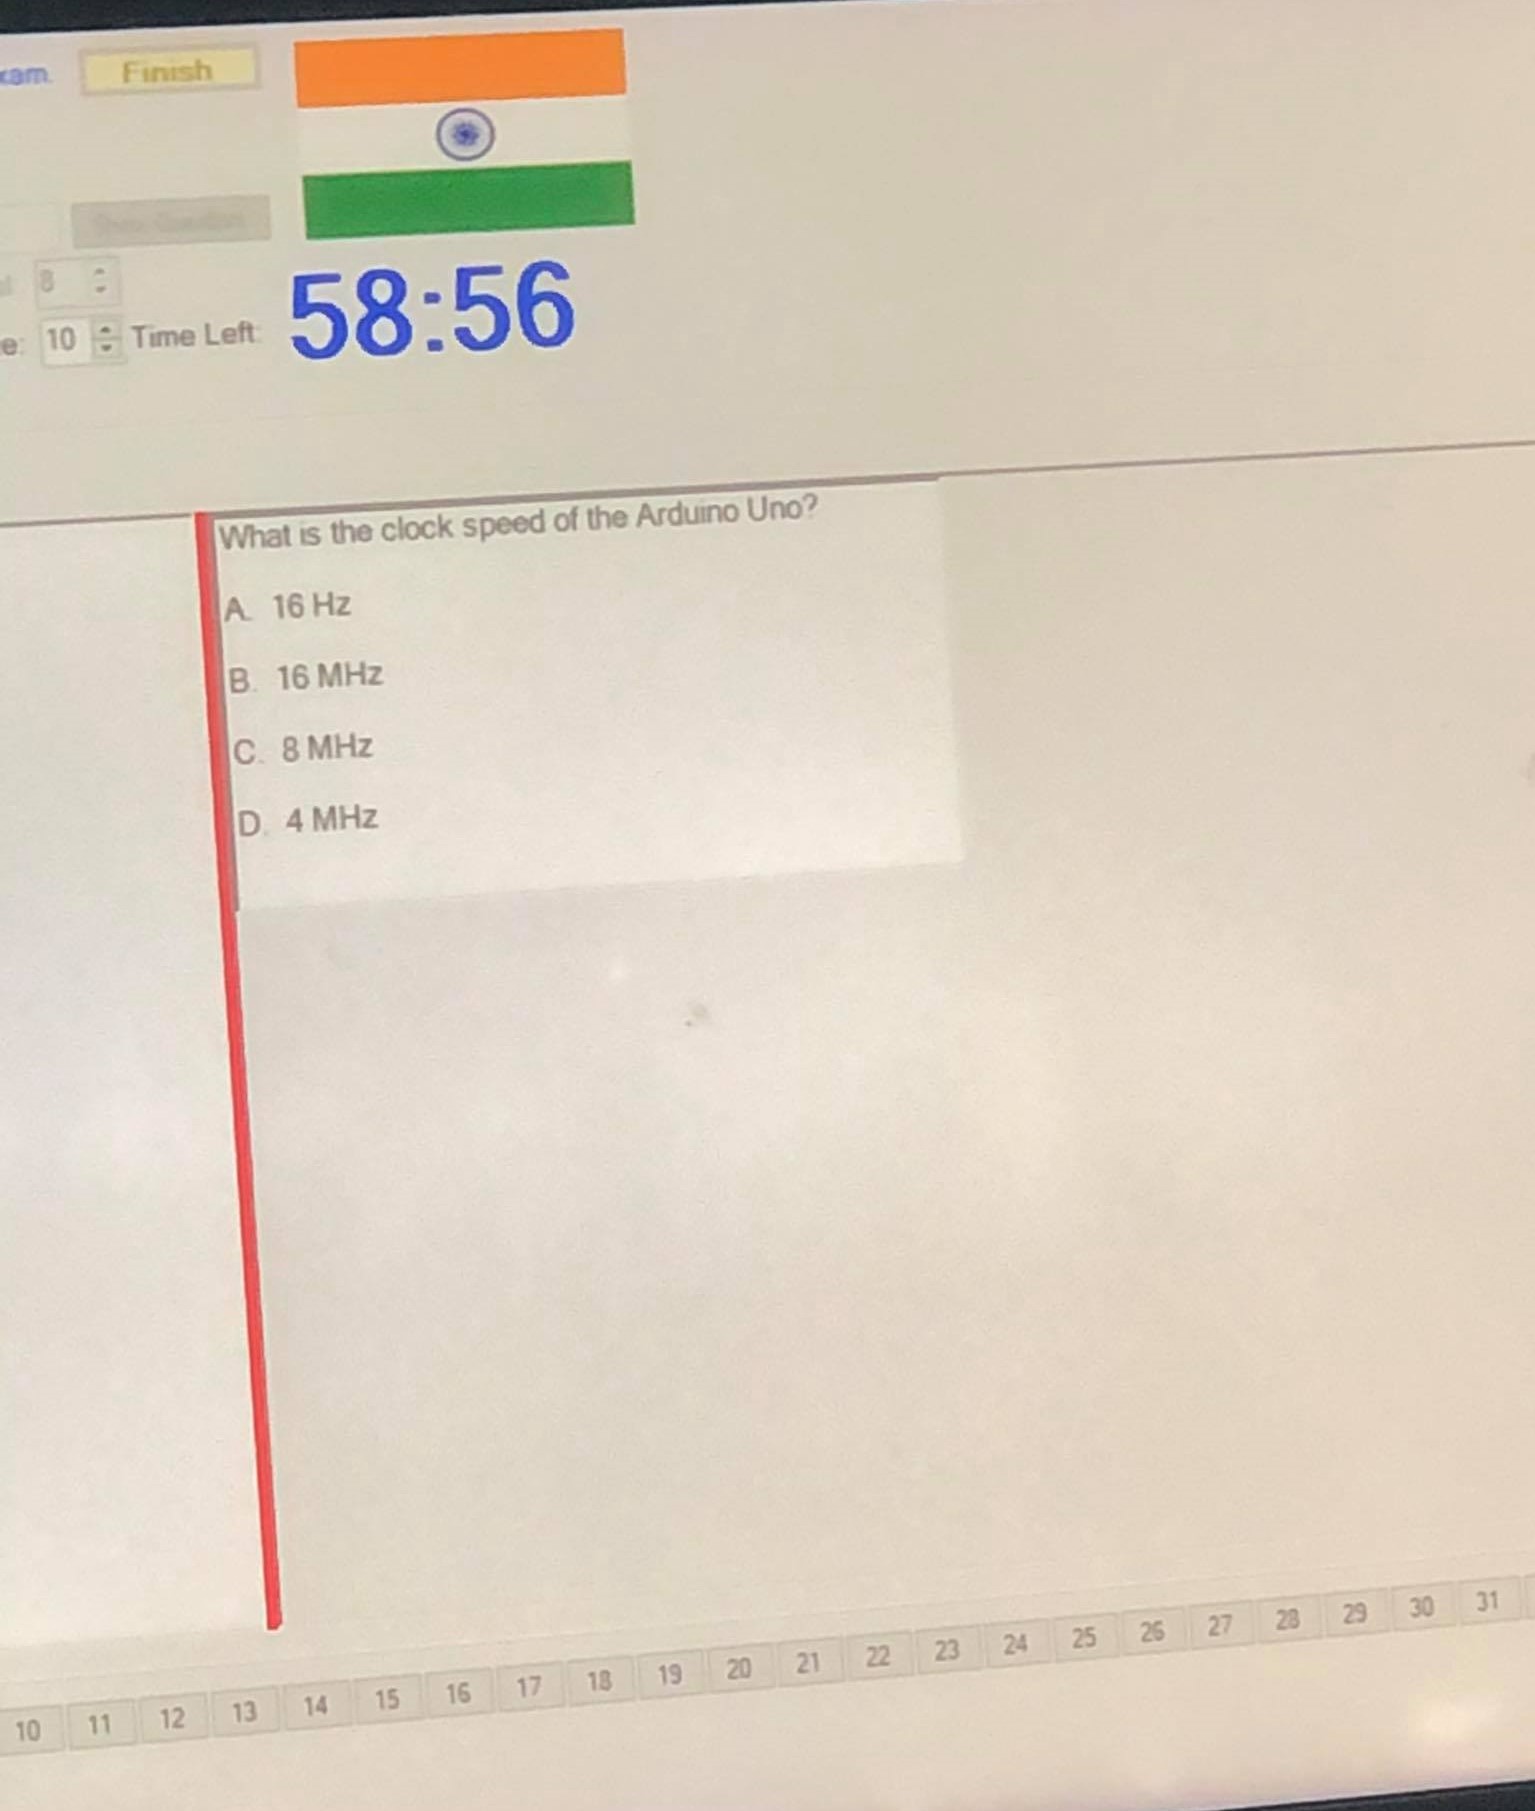 Finish
8
10 Time Left: 58:56
What is the clock speed of the Arduino Uno?
A. 16 Hz
B. 16 MHz
C. 8 MHz
D. 4 MHz
10 11 12 13 14 15 16 17 18 19 20 21 22 23 24 25 26 27 28 29 30 31